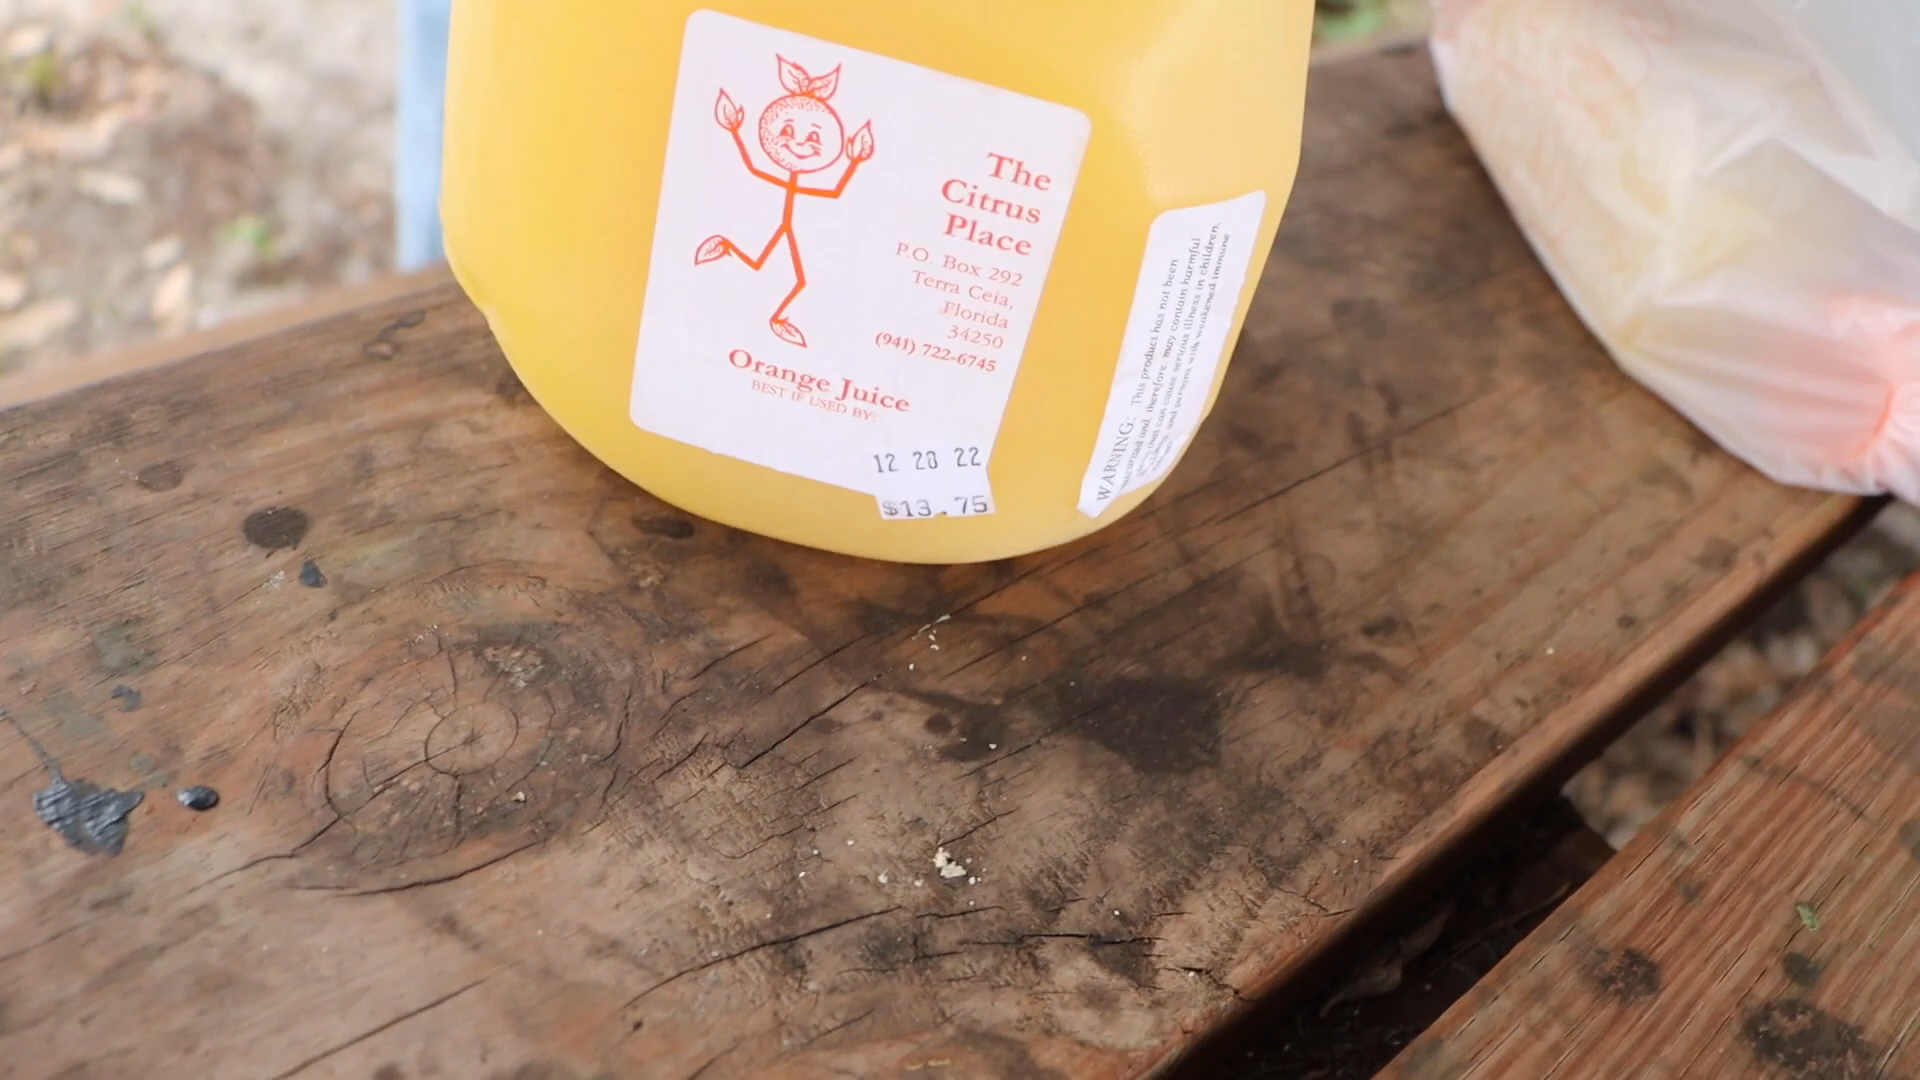 The
Citrus
Place
P.O. Box 292
Terra Ceia,
Florida
34250
(941) 722-6745
Orange Juice
BEST IF USED BY:
12 28 22
$13.75
WARNING: This product has not been
pasteurized and, therefore, may contain harmful
that can cause serious illness in children,
and persons with weakened immune